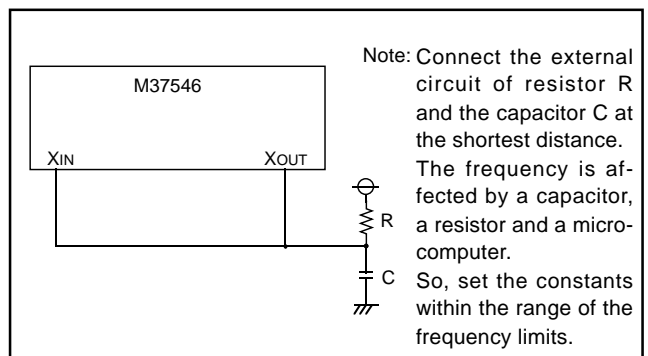 M37546
XIN
XOUT
R
C
Note: Connect the external
circuit of resistor R
and the capacitor C at
the shortest distance.
The frequency is af-
fected by a capacitor,
a resistor and a micro-
computer.
So, set the constants
within the range of the
frequency limits.